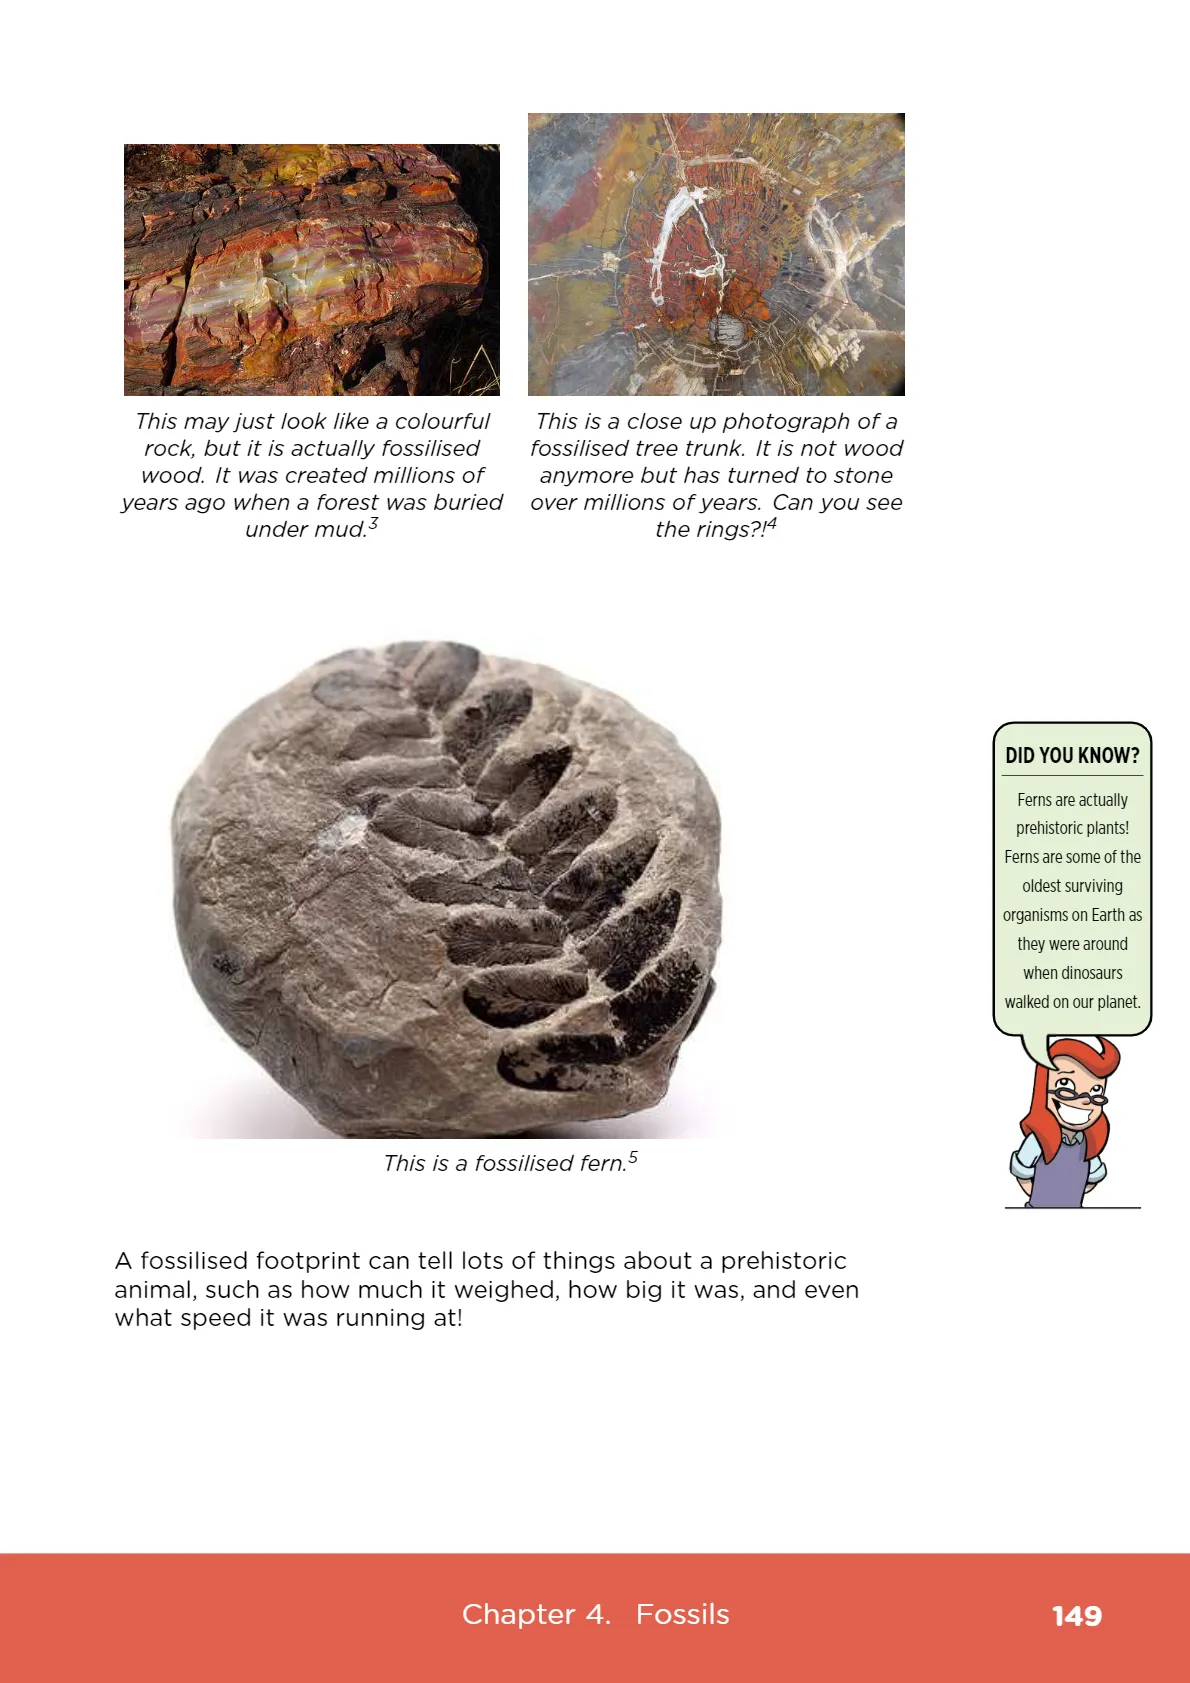 This may just look like a colourful
rock, but it is actually fossilised
wood. It was created millions of
years ago when a forest was buried
under mud.3
This is a close up photograph of a
fossilised tree trunk. It is not wood
anymore but has turned to stone
over millions of years. Can you see
the rings?!4
DID YOU KNOW?
Ferns are actually
prehistoric plants!
Ferns are some of the
oldest surviving
organisms on Earth as
they were around
when dinosaurs
walked on our planet.
This is a fossilised fern.5
A fossilised footprint can tell lots of things about a prehistoric
animal, such as how much it weighed, how big it was, and even
what speed it was running at!
Chapter 4. Fossils
149